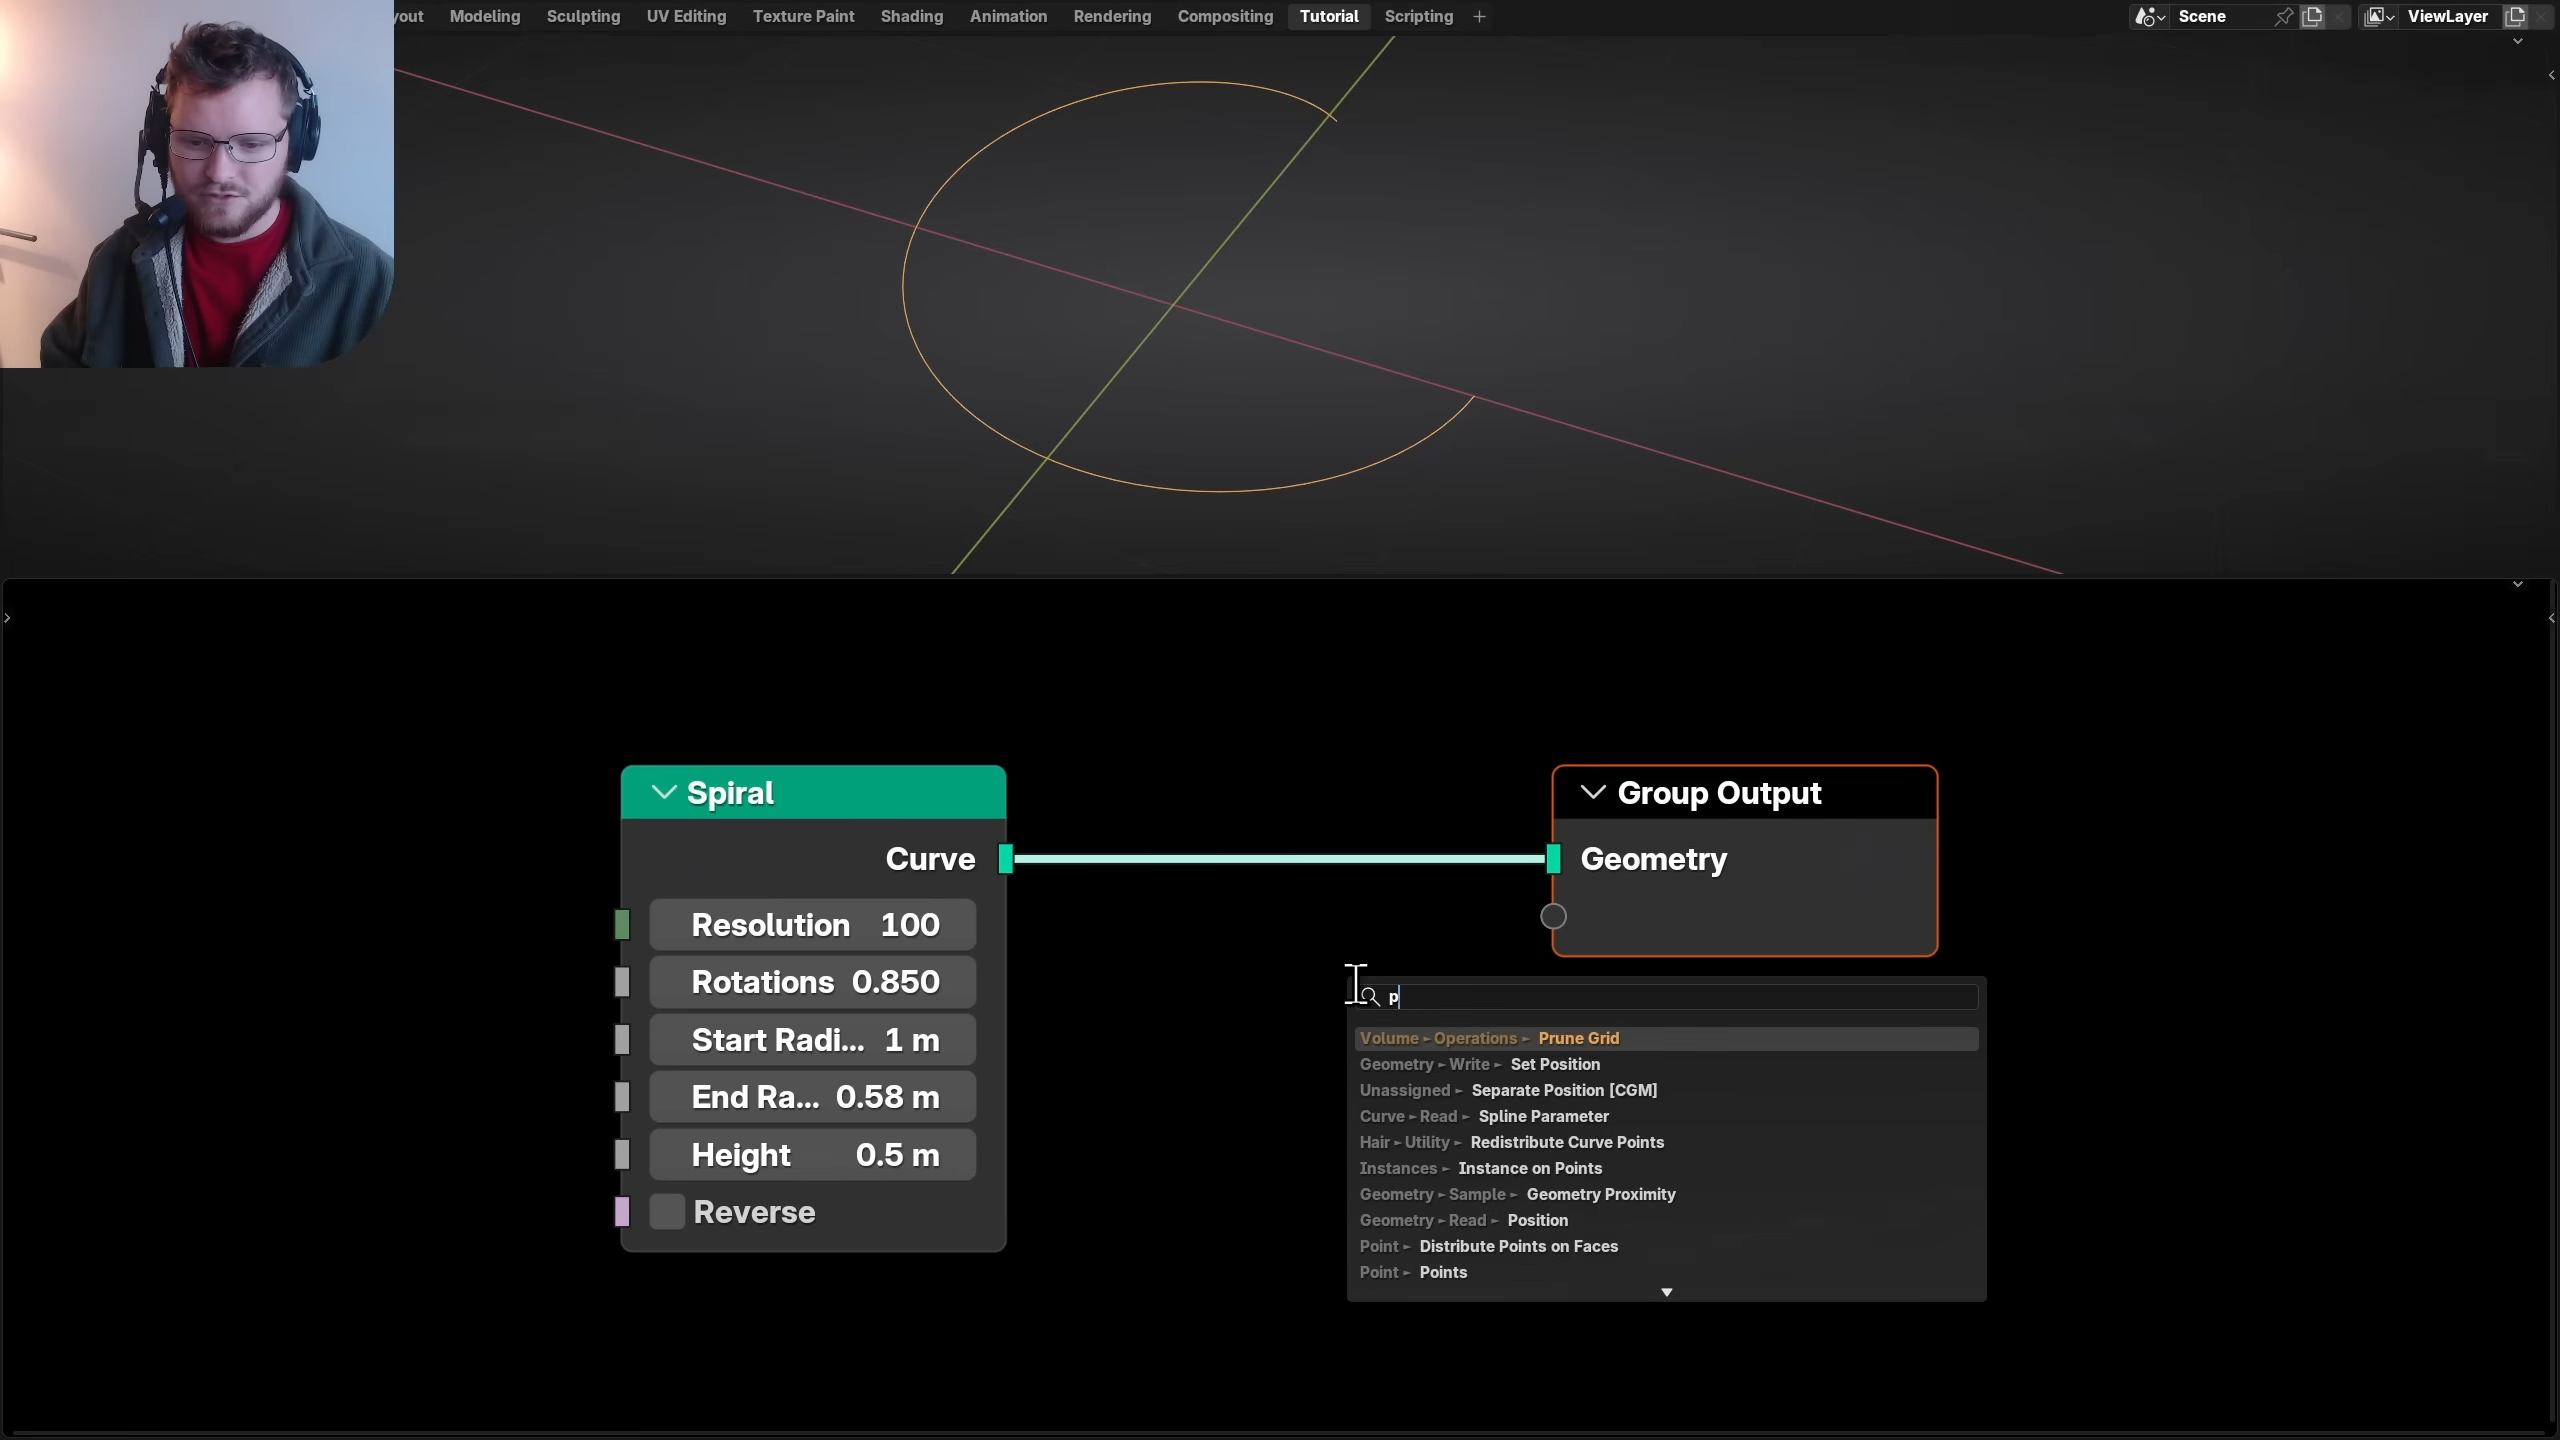 yout Modeling Sculpting UV Editing Texture Paint Shading Animation Rendering Compositing Tutorial Scripting + Scene ViewLayer
Spiral
Curve
Resolution 100
Rotations 0.850
Start Radi... 1 m
End Ra... 0.58 m
Height 0.5 m
Reverse
Group Output
Geometry
p
Volume ▸ Operations ▸ Prune Grid
Geometry ▸ Write ▸ Set Position
Unassigned ▸ Separate Position [CGM]
Curve ▸ Read ▸ Spline Parameter
Hair ▸ Utility ▸ Redistribute Curve Points
Instances ▸ Instance on Points
Geometry ▸ Sample ▸ Geometry Proximity
Geometry ▸ Read ▸ Position
Point ▸ Distribute Points on Faces
Point ▸ Points